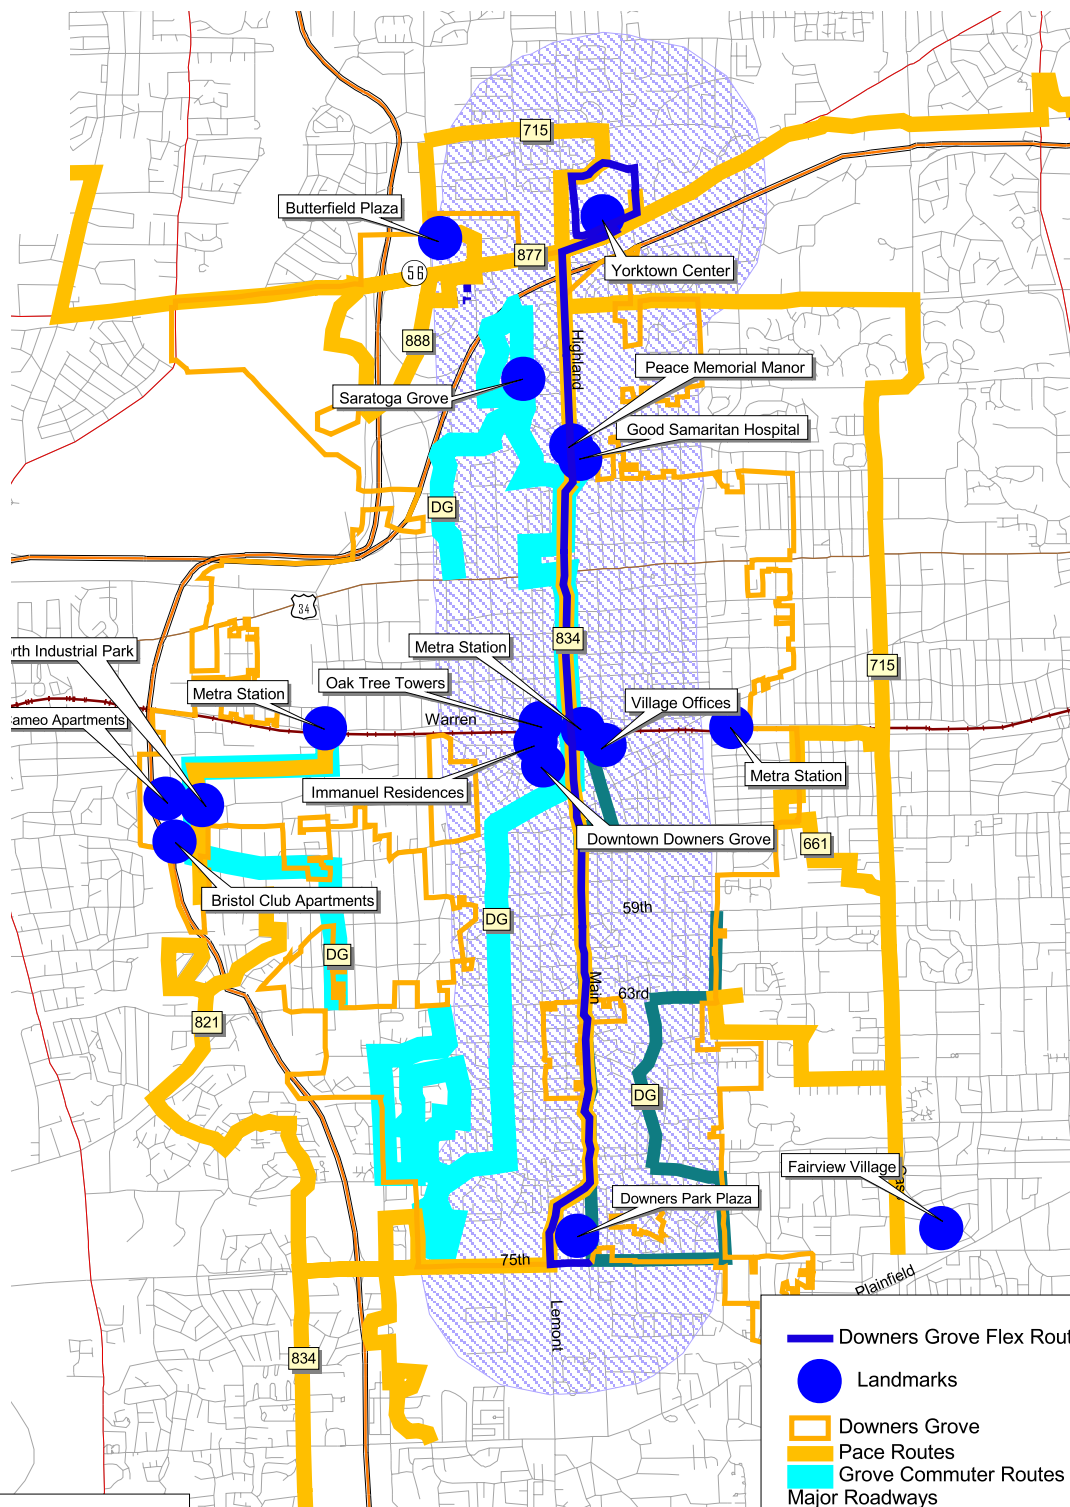 715
Butterfield Plaza
877
Yorktown Center
56
888
Highland
Peace Memorial Manor
Saratoga Grove
Good Samaritan Hospital
DG
34
834
Metra Station
orth Industrial Park
715
Oak Tree Towers
Metra Station
Village Offices
Cameo Apartments
Warren
Metra Station
Immanuel Residences
Downtown Downers Grove
661
Bristol Club Apartments
59th
DG
DG
Main
63rd
821
DG
Fairview Village
Cass
Downers Park Plaza
75th
Plainfield
Lemont
834
Downers Grove Flex Rout
Landmarks
Downers Grove
Pace Routes
Grove Commuter Routes
Major Roadways